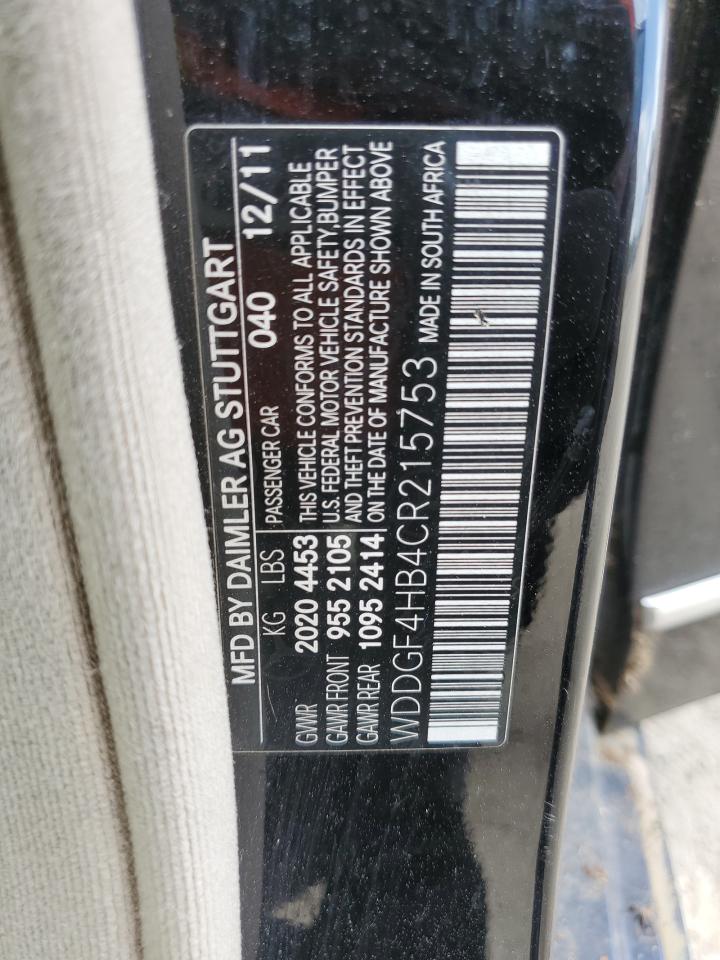 MFD BY DAIMLER AG STUTTGART
KG LBS PASSENGER CAR 040 12/11
GVWR 2020 4453 THIS VEHICLE CONFORMS TO ALL APPLICABLE
GAWR FRONT 955 2105 U.S. FEDERAL MOTOR VEHICLE SAFETY, BUMPER
GAWR REAR 1095 2414 AND THEFT PREVENTION STANDARDS IN EFFECT
ON THE DATE OF MANUFACTURE SHOWN ABOVE
WDDGF4HB4CR215753 MADE IN SOUTH AFRICA